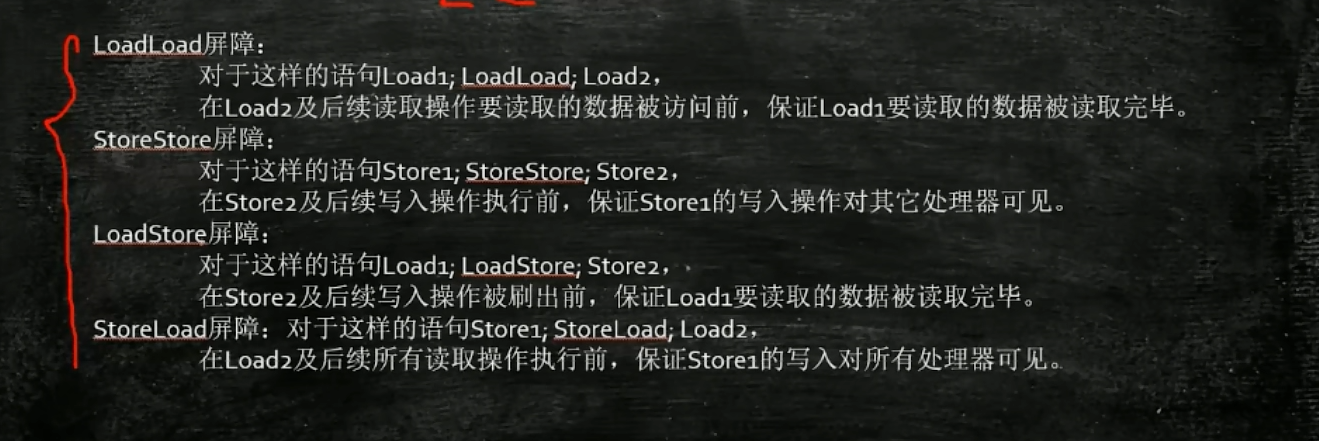 LoadLoad屏障：
对于这样的语句Load1; LoadLoad; Load2，
在Load2及后续读取操作要读取的数据被访问前，保证Load1要读取的数据被读取完毕。
StoreStore屏障：
对于这样的语句Store1; StoreStore; Store2，
在Store2及后续写入操作执行前，保证Store1的写入操作对其它处理器可见。
LoadStore屏障：
对于这样的语句Load1; LoadStore; Store2，
在Store2及后续写入操作被刷出前，保证Load1要读取的数据被读取完毕。
StoreLoad屏障：对于这样的语句Store1; StoreLoad; Load2，
在Load2及后续所有读取操作执行前，保证Store1的写入对所有处理器可见。